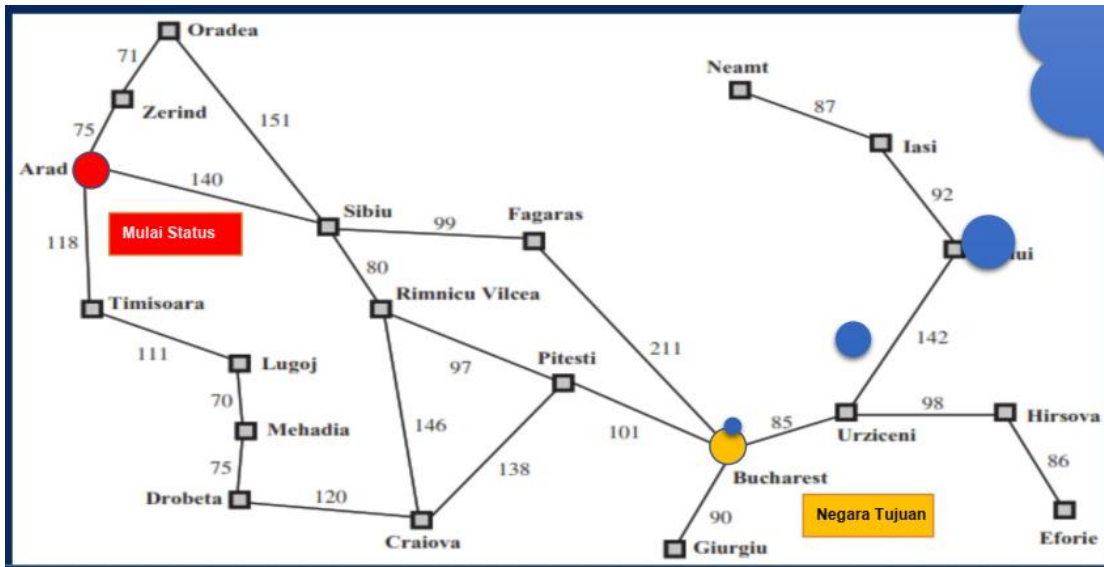 Oradea
71
Neamt
Zerind
87
151
75
Iasi
Arad
140
92
Sibiu
Fagaras
Mulai Status
99
118
80
Rimnicu Vilcea
Timisoara
142
111
211
Lugoj
97
Pitesti
70
98
Hirsova
146
101
85
Mehadia
Urziceni
75
138
86
Bucharest
Drobeta
120
90
Negara Tujuan
Craiova
Giurgiu
Eforie